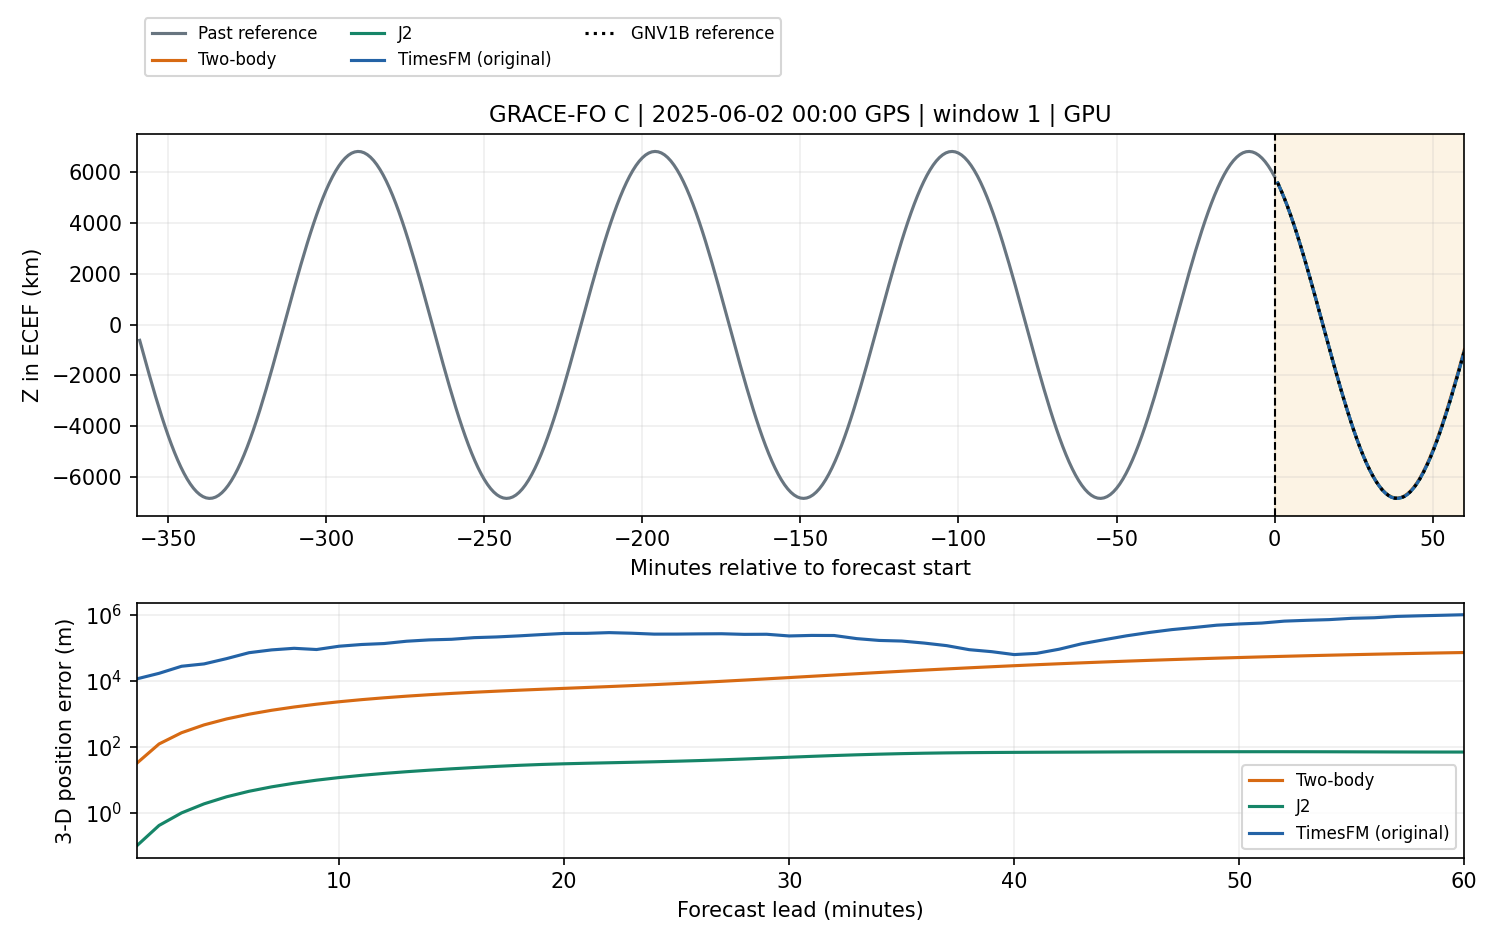 Past reference
Two-body
J2
TimesFM (original)
GNV1B reference
GRACE-FO C | 2025-06-02 00:00 GPS | window 1 | GPU
Z in ECEF (km)
6000
4000
2000
0
−2000
−4000
−6000
−350 −300 −250 −200 −150 −100 −50 0 50
Minutes relative to forecast start
3-D position error (m)
10⁶
10⁴
10²
10⁰
Two-body
J2
TimesFM (original)
10 20 30 40 50 60
Forecast lead (minutes)